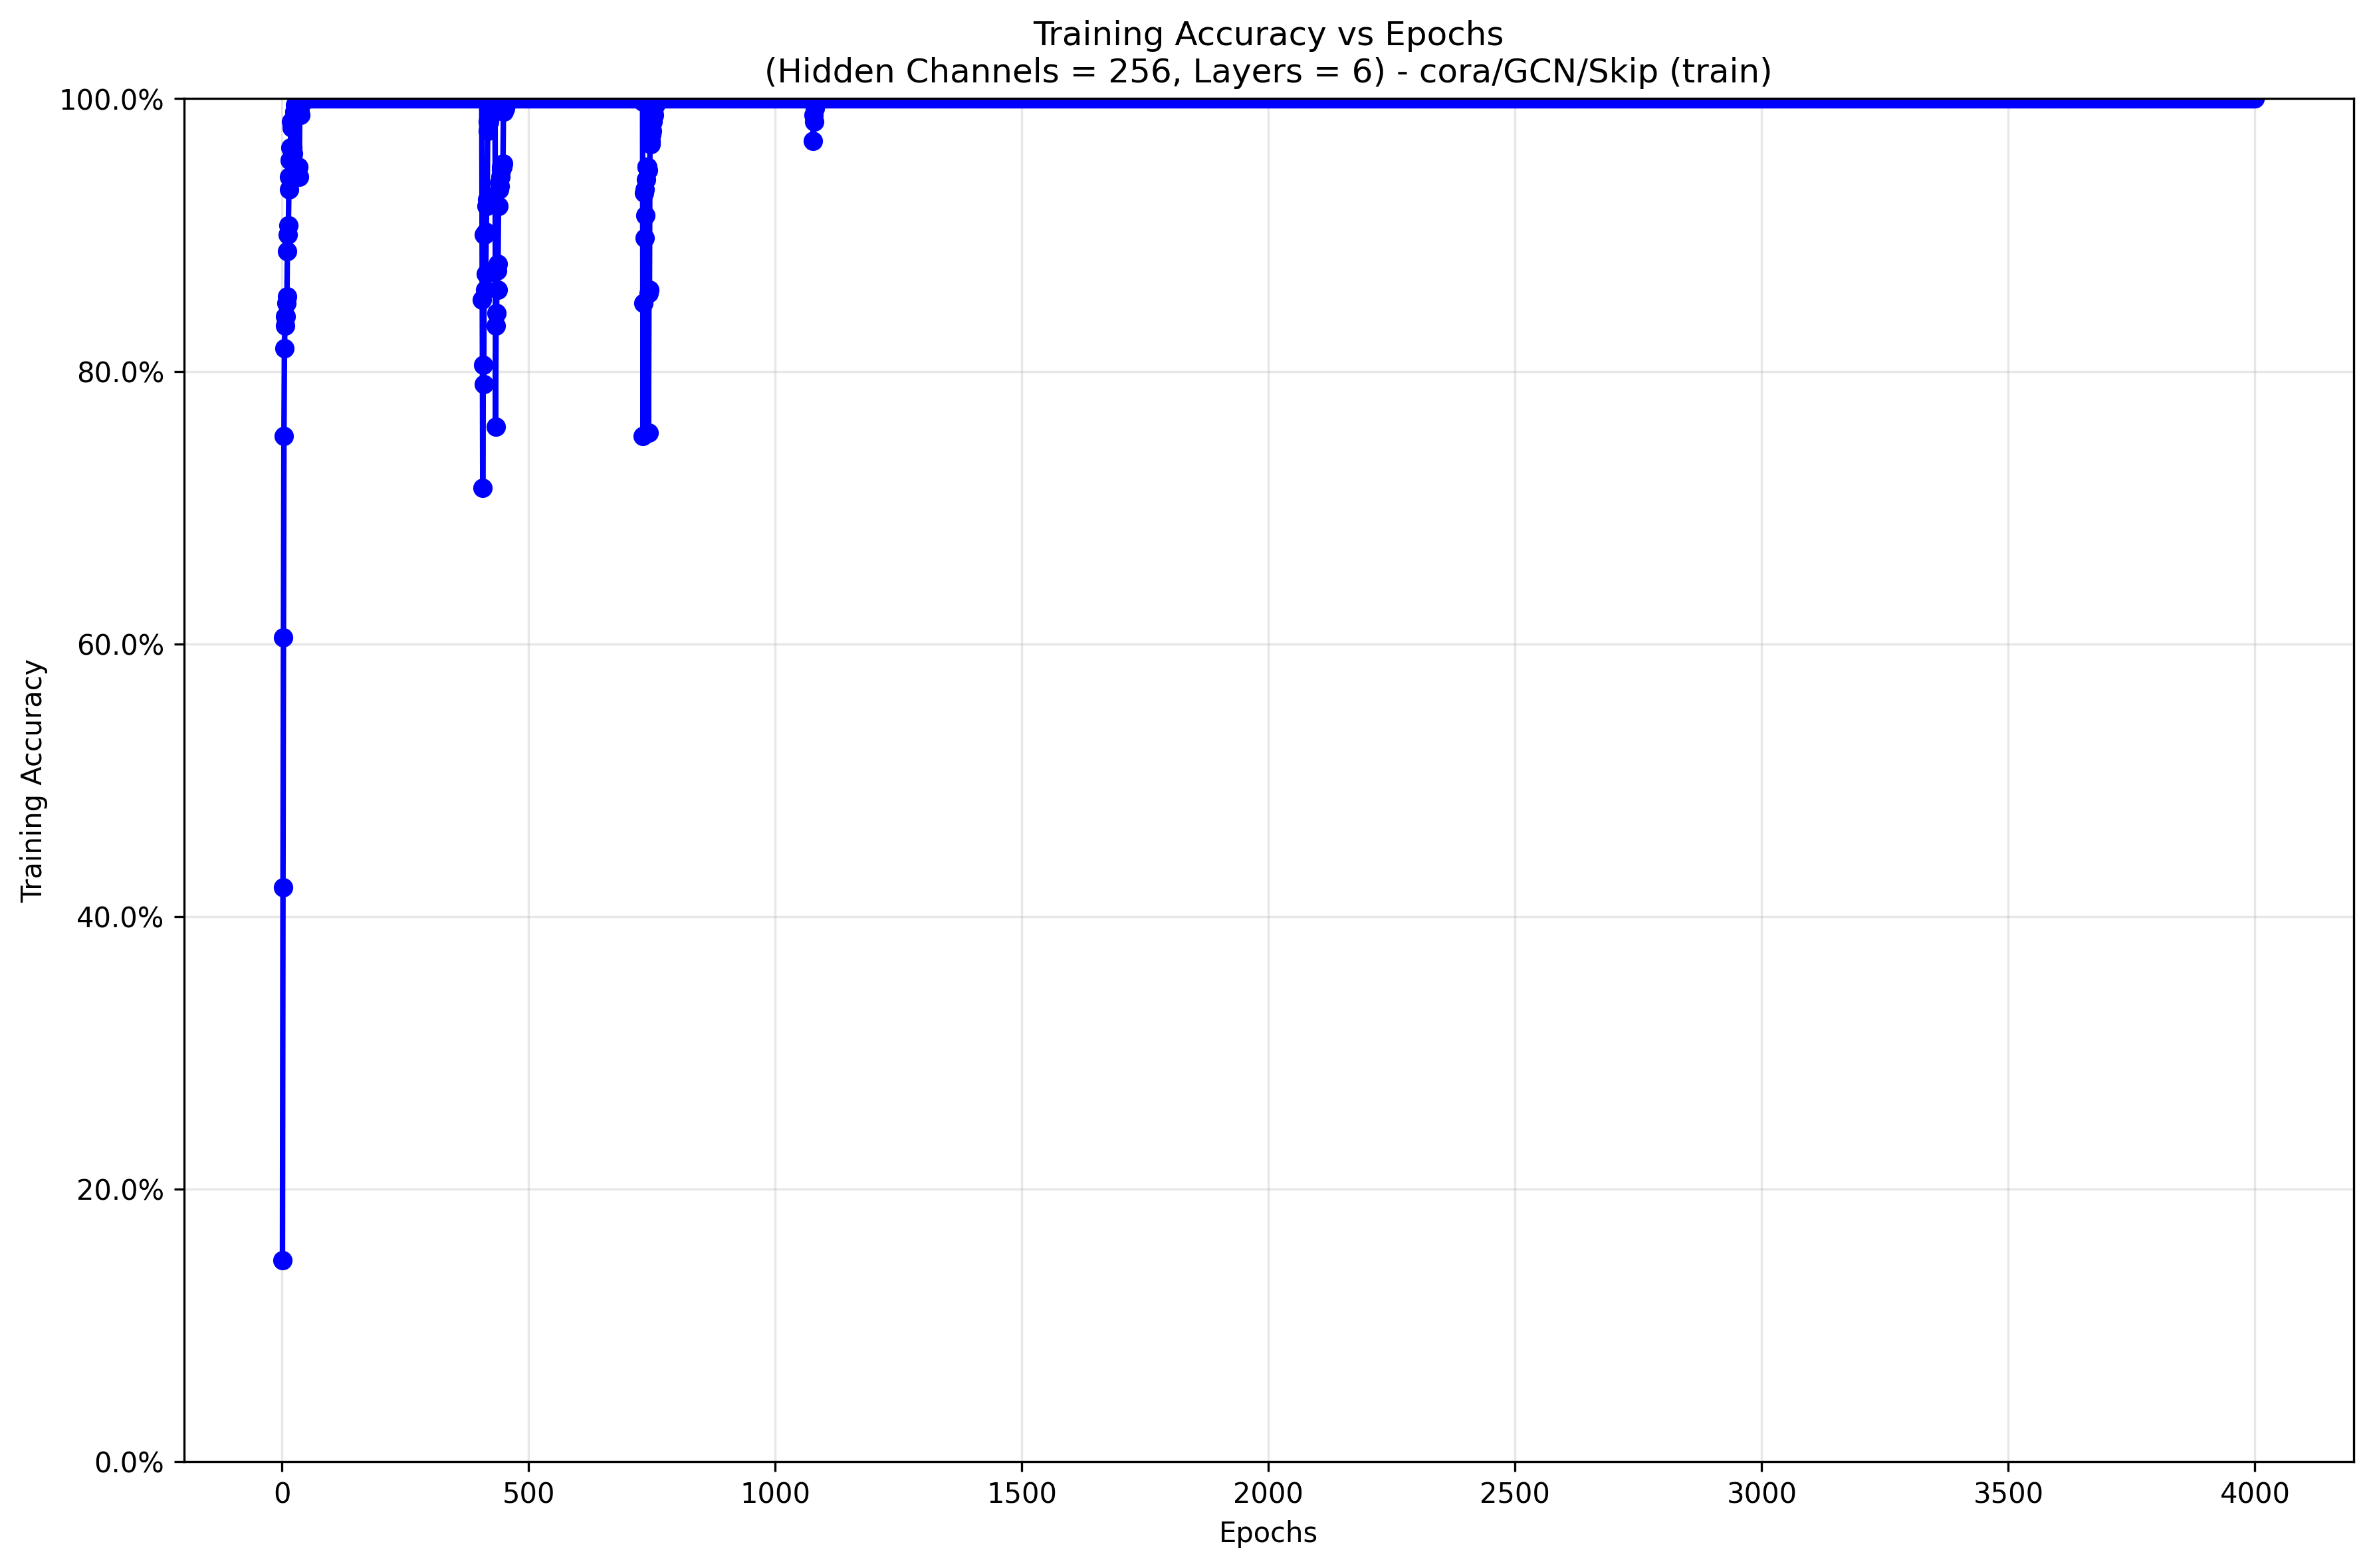 Training Accuracy vs Epochs
(Hidden Channels = 256, Layers = 6) - cora/GCN/Skip (train)
100.0%
80.0%
60.0%
40.0%
20.0%
0.0%
Training Accuracy
0 500 1000 1500 2000 2500 3000 3500 4000
Epochs